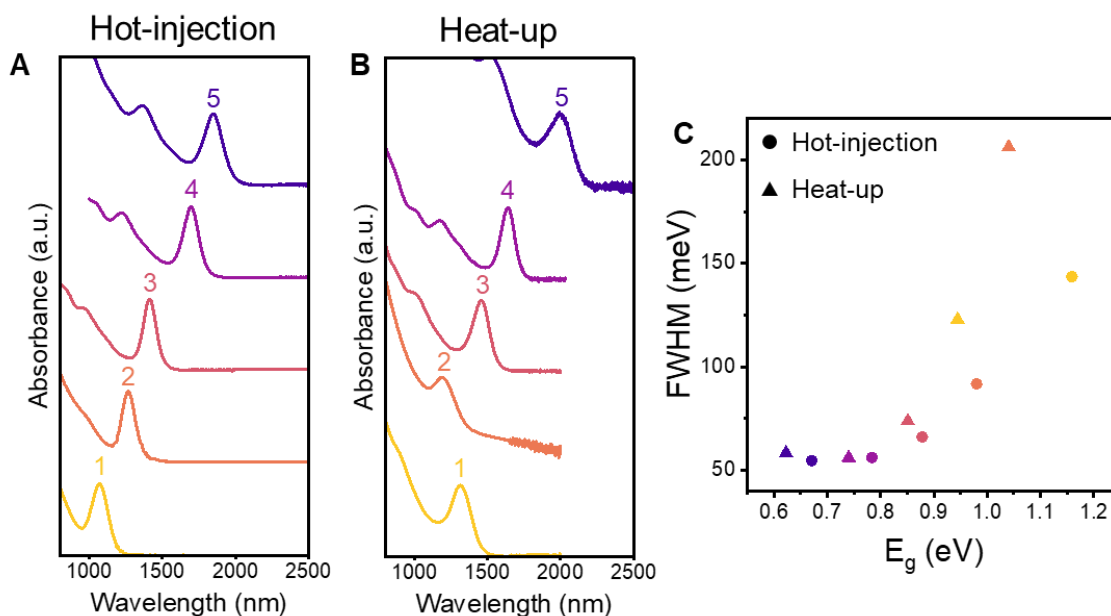 Hot-injection
Heat-up
A
5
4
3
2
1
Absorbance (a.u.)
1000 1500 2000 2500
Wavelength (nm)
B
5
4
3
2
1
Absorbance (a.u.)
1000 1500 2000 2500
Wavelength (nm)
C
Hot-injection
Heat-up
200
150
100
50
FWHM (meV)
0.6 0.7 0.8 0.9 1.0 1.1 1.2
Eg (eV)